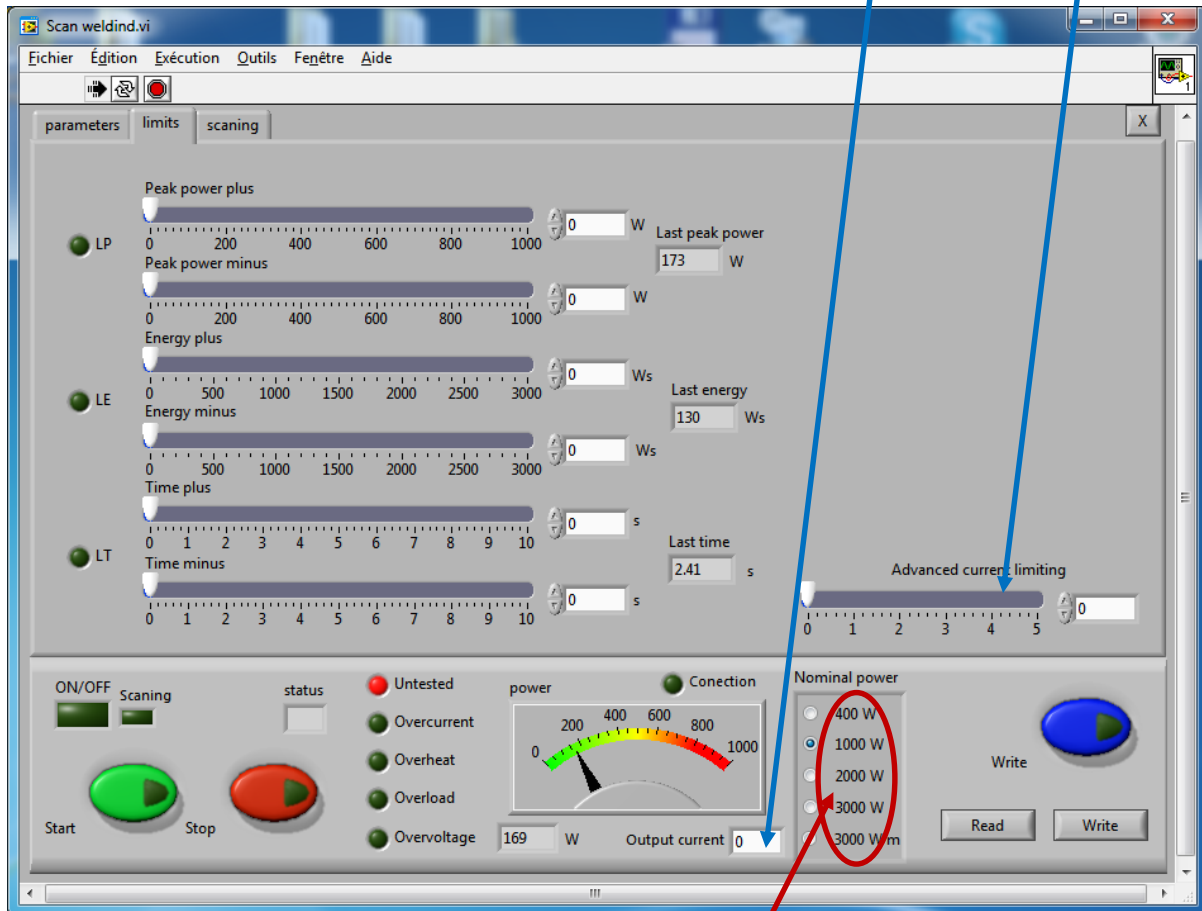 Scan weldind.vi
Fichier Édition Exécution Outils Fenêtre Aide
1
parameters limits scaning X
Peak power plus
0 W
LP 0 200 400 600 800 1000
Last peak power
173 W
Peak power minus
0 W
0 200 400 600 800 1000
Energy plus
0 Ws
LE 0 500 1000 1500 2000 2500 3000
Last energy
130 Ws
Energy minus
0 Ws
0 500 1000 1500 2000 2500 3000
Time plus
0 s
LT 0 1 2 3 4 5 6 7 8 9 10
Last time
2.41 s
Time minus
0 s
0 1 2 3 4 5 6 7 8 9 10
Advanced current limiting
0
0 1 2 3 4 5
ON/OFF Scaning status
Untested
Overcurrent
Overheat
Overload
Overvoltage
Start Stop
power Conection
0 200 400 600 800 1000
169 W Output current 0
Nominal power
400 W
1000 W
2000 W
3000 W
3000 W m
Write
Read Write